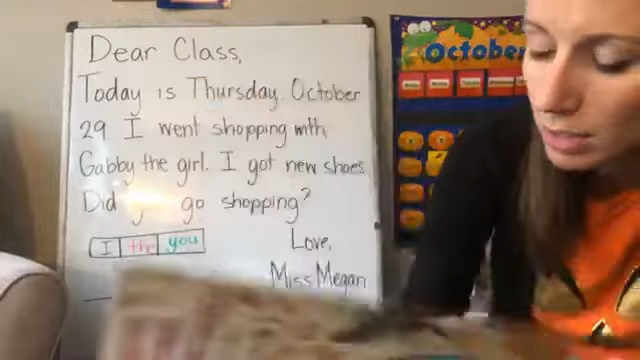 Dear Class,
Today is Thursday, October
29 I went shopping with
Gabby the girl. I got new shoes
Did go shopping?
I the you
Love,
Miss Megan
October